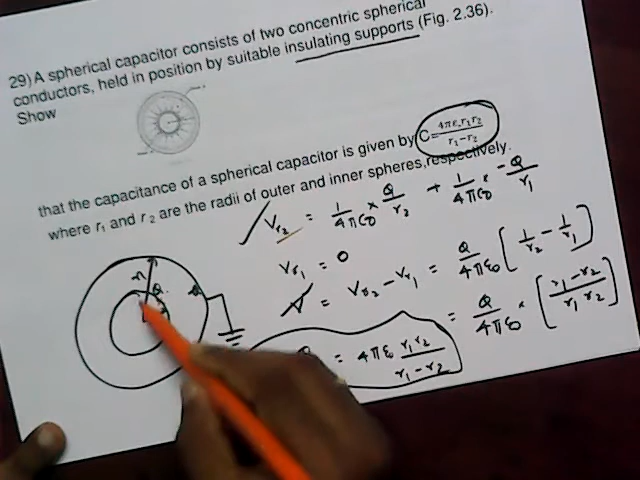 29) A spherical capacitor consists of two concentric spherical
conductors, held in position by suitable insulating supports (Fig. 2.36).
Show
that the capacitance of a spherical capacitor is given by C = 4πε₀r₁r₂ / r₁−r₂
where r₁ and r₂ are the radii of outer and inner spheres, respectively.
V_r₂ = 1/4πε₀ × Q/r₂ + 1/4πε₀ × −Q/r₁
V_r₁ = 0
V = V_r₂ − V_r₁ = Q/4πε₀ [1/r₂ − 1/r₁]
= Q/4πε₀ × (r₁−r₂ / r₁r₂)
= 4πε₀ r₁r₂ / r₁−r₂